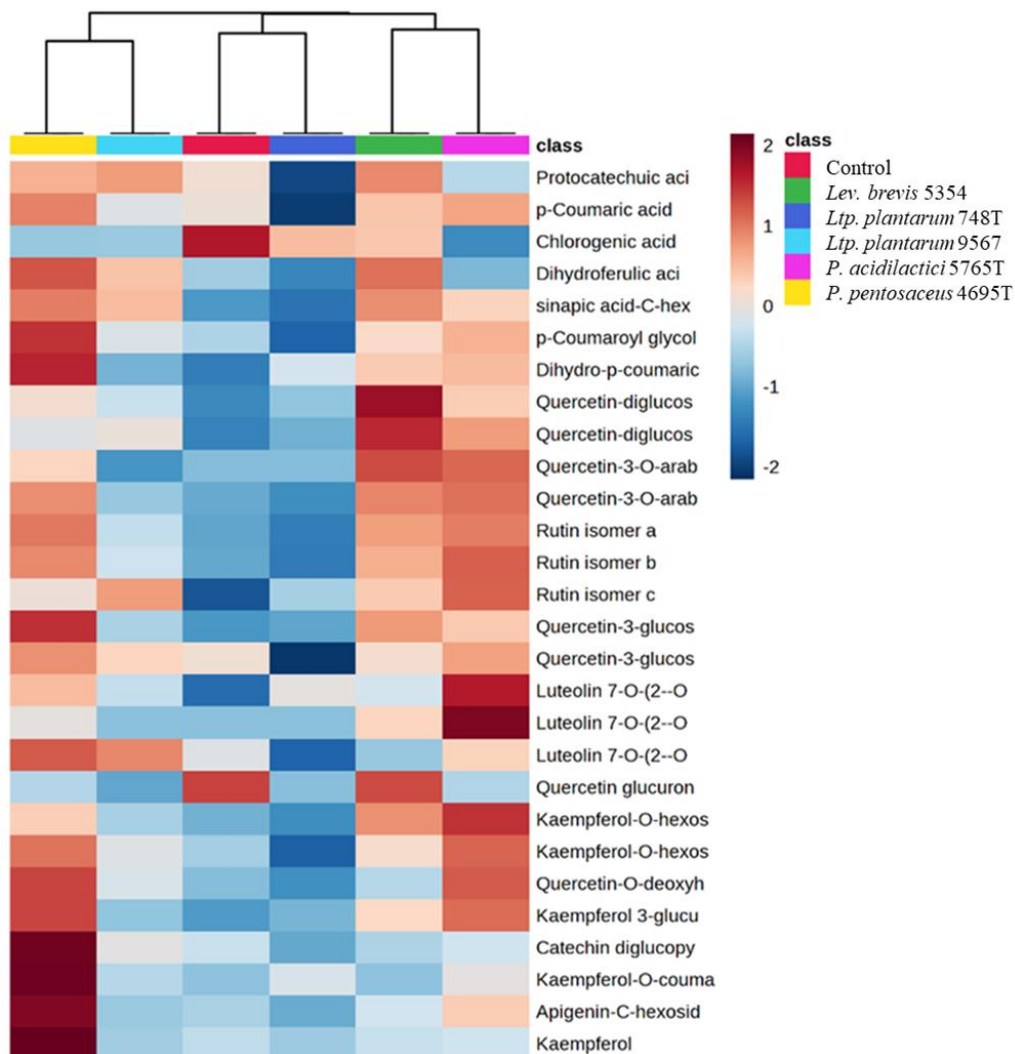 class
Protocatechuic aci
p-Coumaric acid
Chlorogenic acid
Dihydroferulic aci
sinapic acid-C-hex
p-Coumaroyl glycol
Dihydro-p-coumaric
Quercetin-diglucos
Quercetin-diglucos
Quercetin-3-O-arab
Quercetin-3-O-arab
Rutin isomer a
Rutin isomer b
Rutin isomer c
Quercetin-3-glucos
Quercetin-3-glucos
Luteolin 7-O-(2--O
Luteolin 7-O-(2--O
Luteolin 7-O-(2--O
Quercetin glucuron
Kaempferol-O-hexos
Kaempferol-O-hexos
Quercetin-O-deoxyh
Kaempferol 3-glucu
Catechin diglucopy
Kaempferol-O-couma
Apigenin-C-hexosid
Kaempferol
2
1
0
-1
-2
class
Control
Lev. brevis 5354
Ltp. plantarum 748T
Ltp. plantarum 9567
P. acidilactici 5765T
P. pentosaceus 4695T